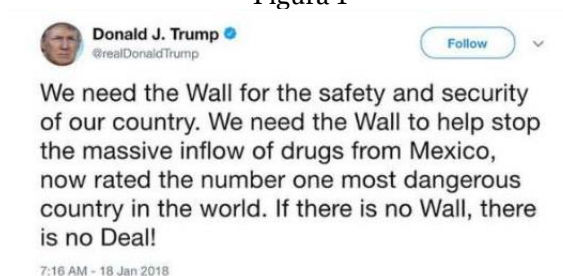 Figura 1
Donald J. Trump
@realDonaldTrump
Follow
We need the Wall for the safety and security
of our country. We need the Wall to help stop
the massive inflow of drugs from Mexico,
now rated the number one most dangerous
country in the world. If there is no Wall, there
is no Deal!
7:16 AM - 18 Jan 2018